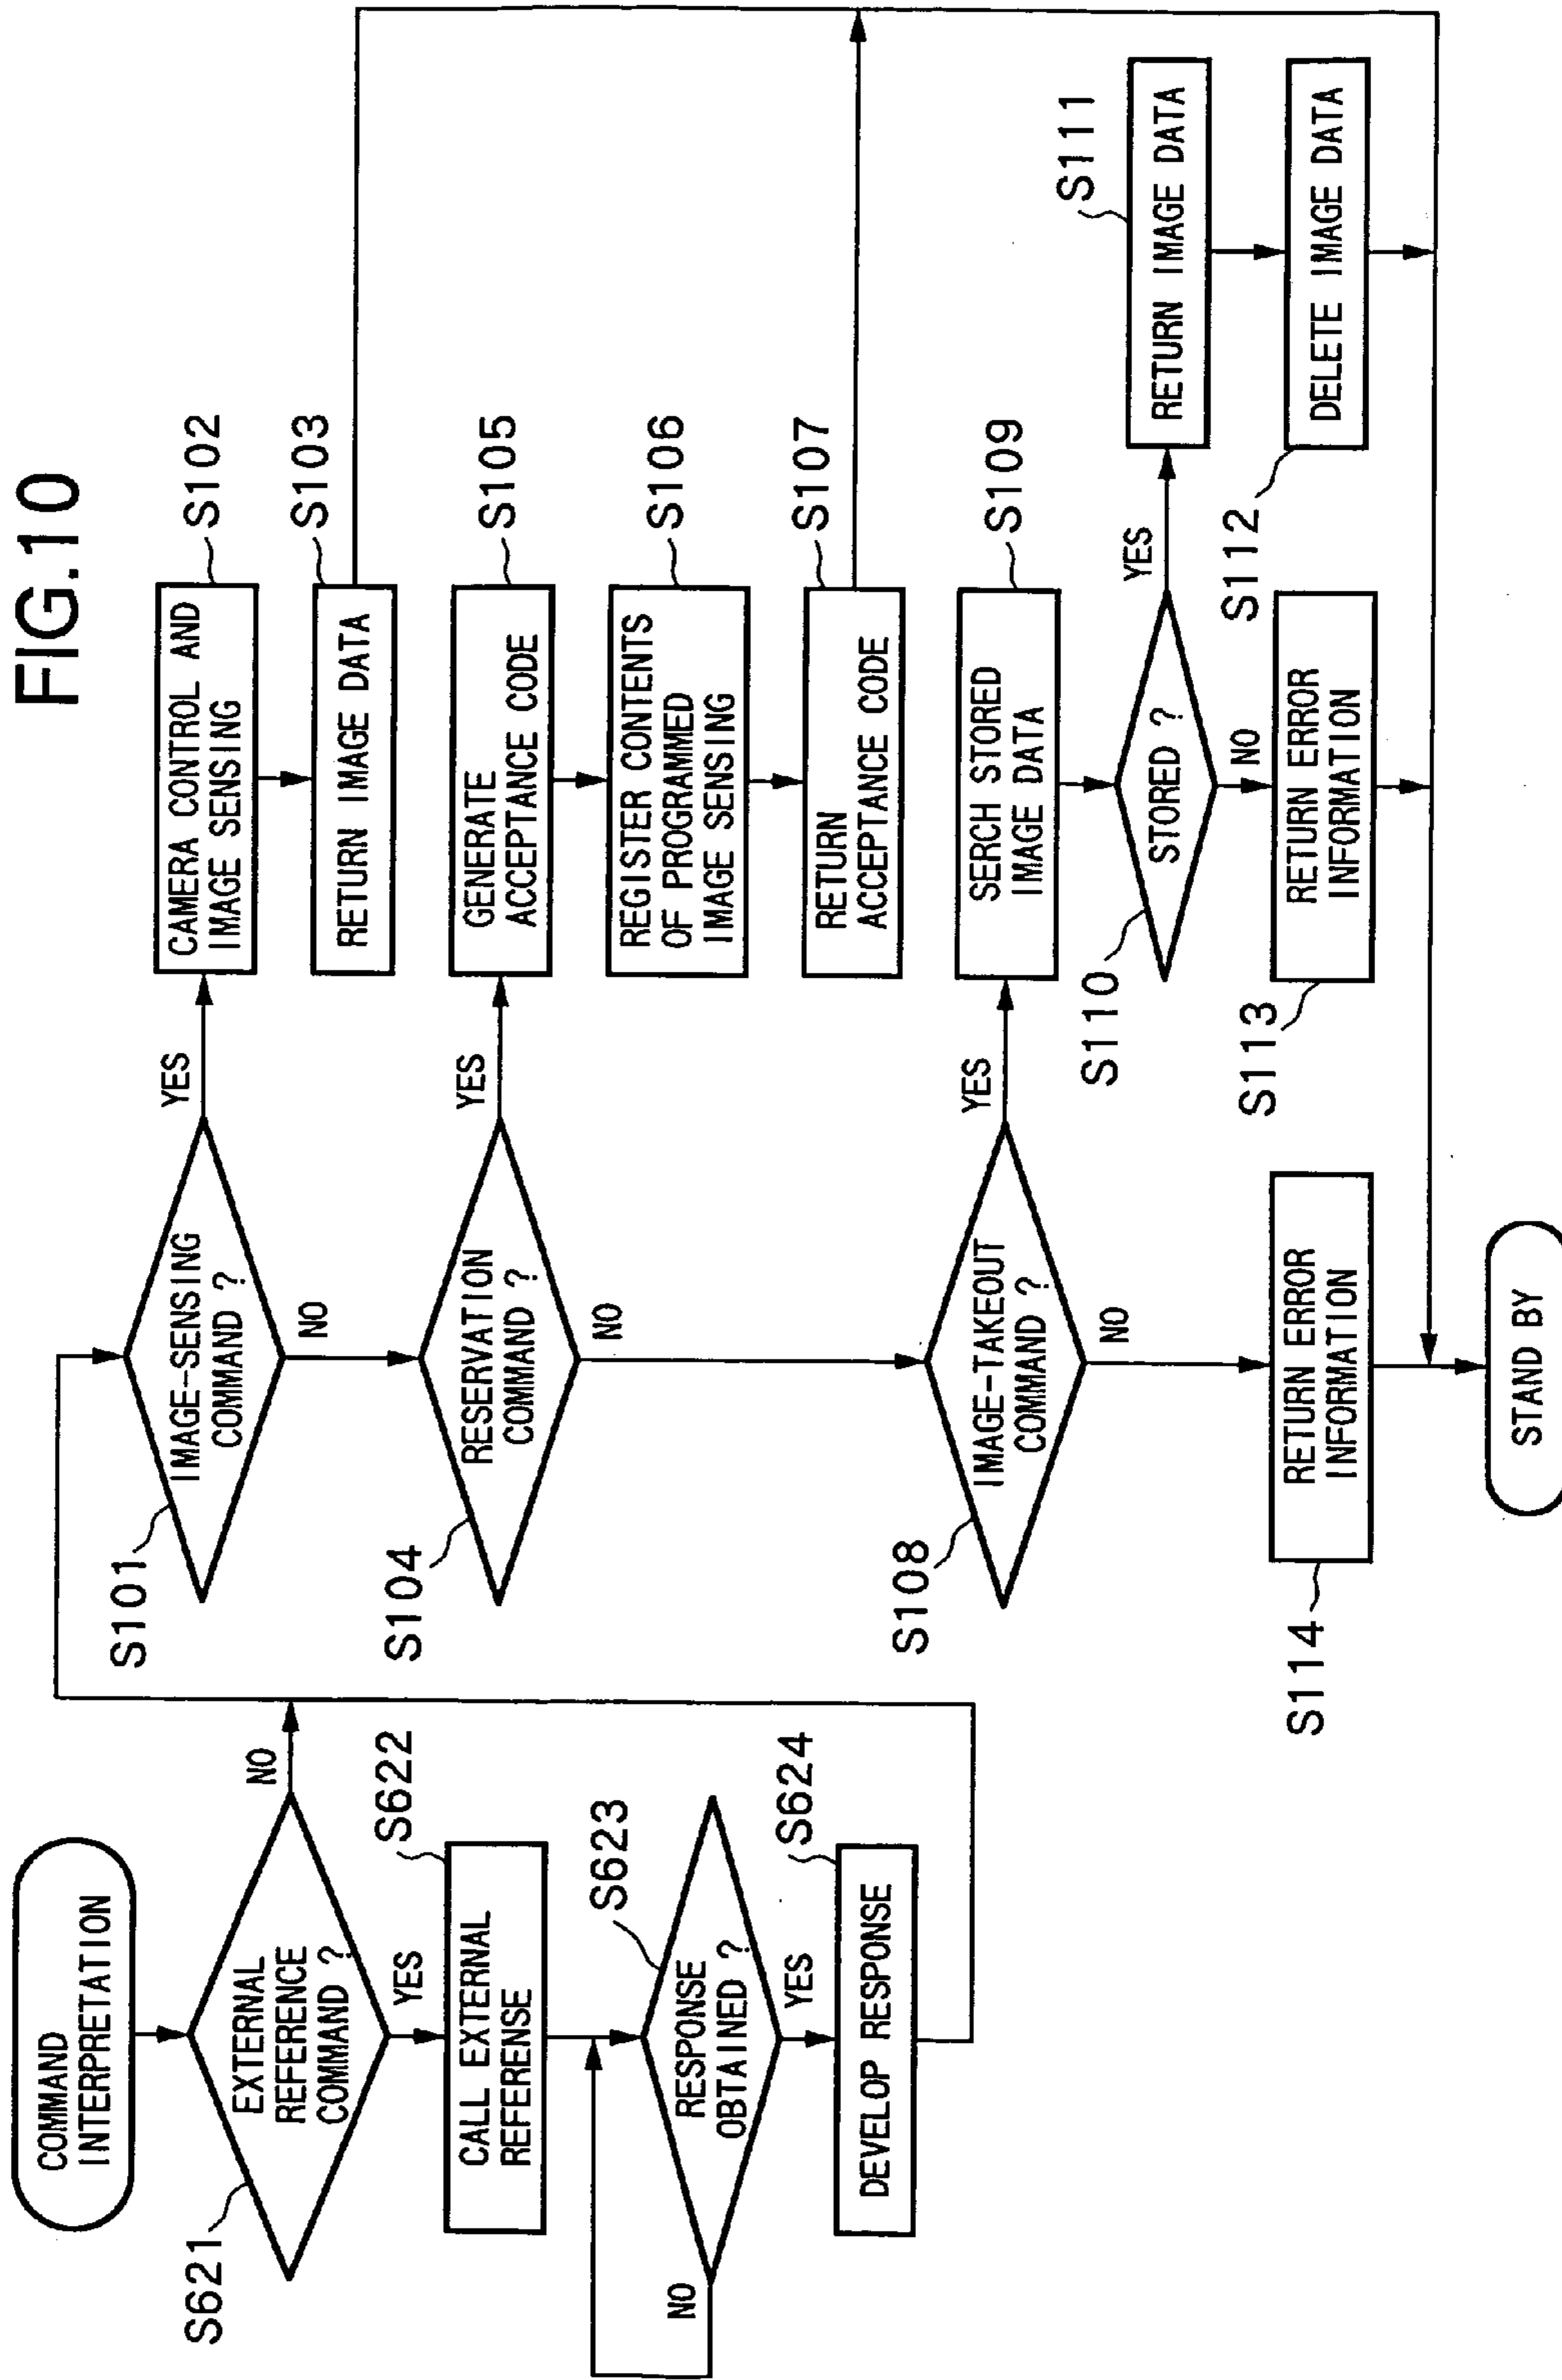 FIG.10
COMMAND
INTERPRETATION
S621
EXTERNAL
REFERENCE
COMMAND ?
NO
YES
S622
CALL EXTERNAL
REFERENSE
S623
RESPONSE
OBTAINED ?
NO
YES
S624
DEVELOP RESPONSE
S101
IMAGE-SENSING
COMMAND ?
YES
NO
S102
CAMERA CONTROL AND
IMAGE SENSING
S103
RETURN IMAGE DATA
S104
RESERVATION
COMMAND ?
YES
NO
S105
GENERATE
ACCEPTANCE CODE
S106
REGISTER CONTENTS
OF PROGRAMED
IMAGE SENSING
S107
RETURN
ACCEPTANCE CODE
S108
IMAGE-TAKEOUT
COMMAND ?
YES
NO
S109
SERCH STORED
IMAGE DATA
S110
STORED ?
YES
NO
S111
RETURN IMAGE DATA
S112
DELETE IMAGE DATA
S113
RETURN ERROR
INFORMATION
S114
RETURN ERROR
INFORMATION
STAND BY